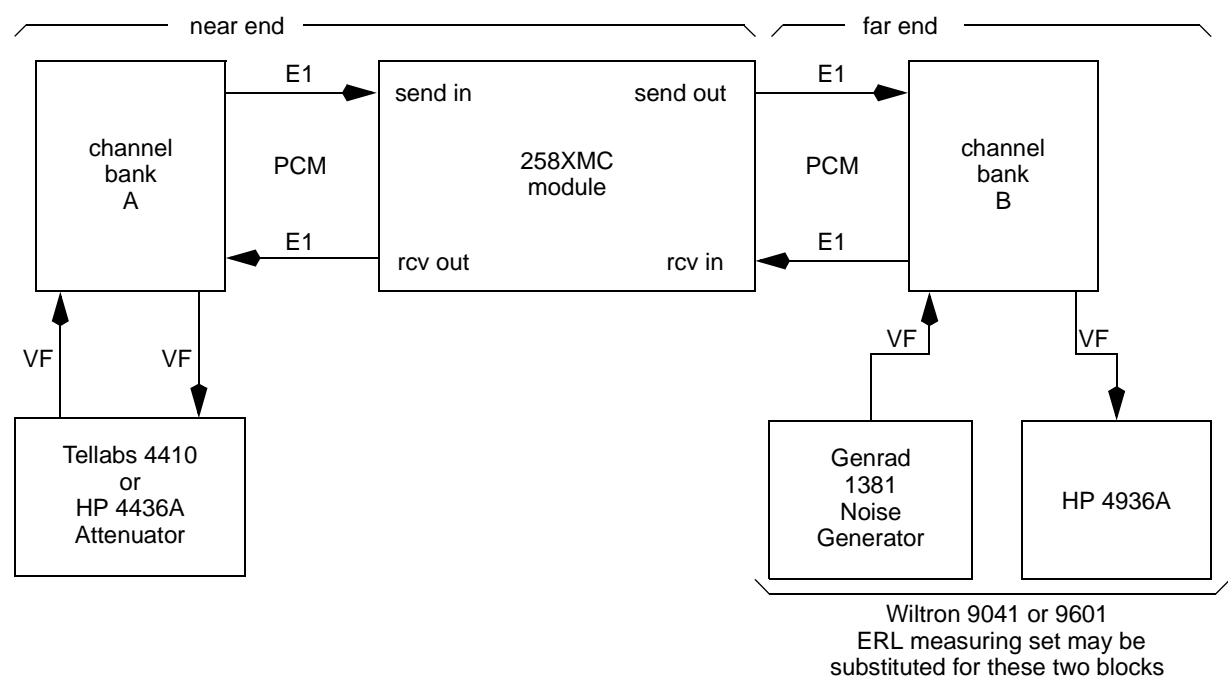 near end
far end
E1
E1
send in
send out
channel
bank
A
PCM
258XMC
module
PCM
channel
bank
B
E1
E1
rcv out
rcv in
VF
VF
VF
VF
Tellabs 4410
or
HP 4436A
Attenuator
Genrad
1381
Noise
Generator
HP 4936A
Wiltron 9041 or 9601
ERL measuring set may be
substituted for these two blocks